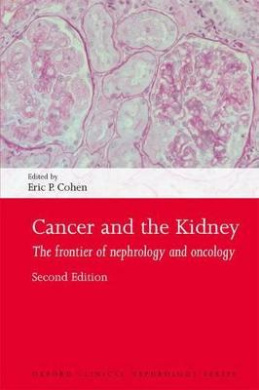 Edited by
Eric P. Cohen
Cancer and the Kidney
The frontier of nephrology and oncology
Second Edition
OXFORD CLINICAL NEPHROLOGY SERIES